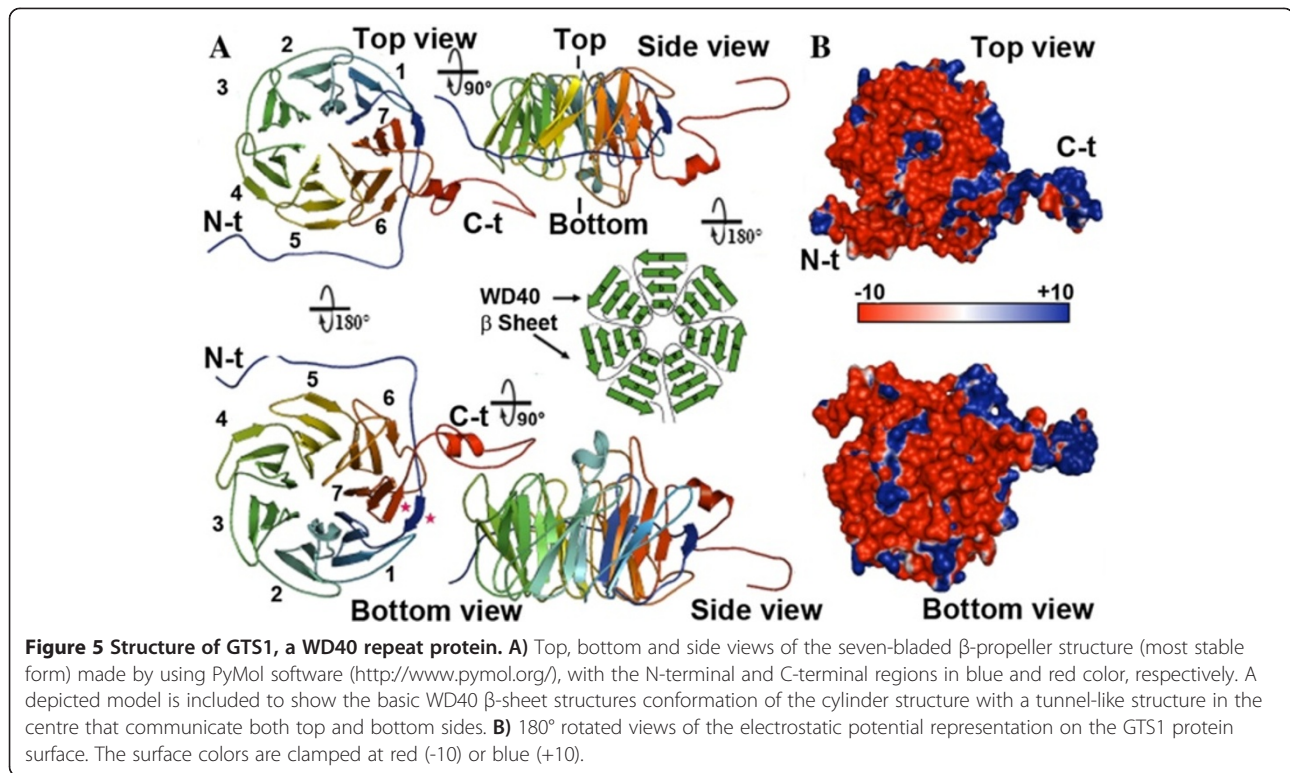 A
Top view
2
1
3
7
4
6
5
N-t
C-t
90°
Top
Side view
Bottom
180°
B
Top view
C-t
N-t
-10
+10
180°
WD40
β Sheet
N-t
5
6
4
C-t
90°
7
3
1
2
Bottom view
Side view
Bottom view
Figure 5 Structure of GTS1, a WD40 repeat protein. A) Top, bottom and side views of the seven-bladed β-propeller structure (most stable
form) made by using PyMol software (http://www.pymol.org/), with the N-terminal and C-terminal regions in blue and red color, respectively. A
depicted model is included to show the basic WD40 β-sheet structures conformation of the cylinder structure with a tunnel-like structure in the
centre that communicate both top and bottom sides. B) 180° rotated views of the electrostatic potential representation on the GTS1 protein
surface. The surface colors are clamped at red (-10) or blue (+10).